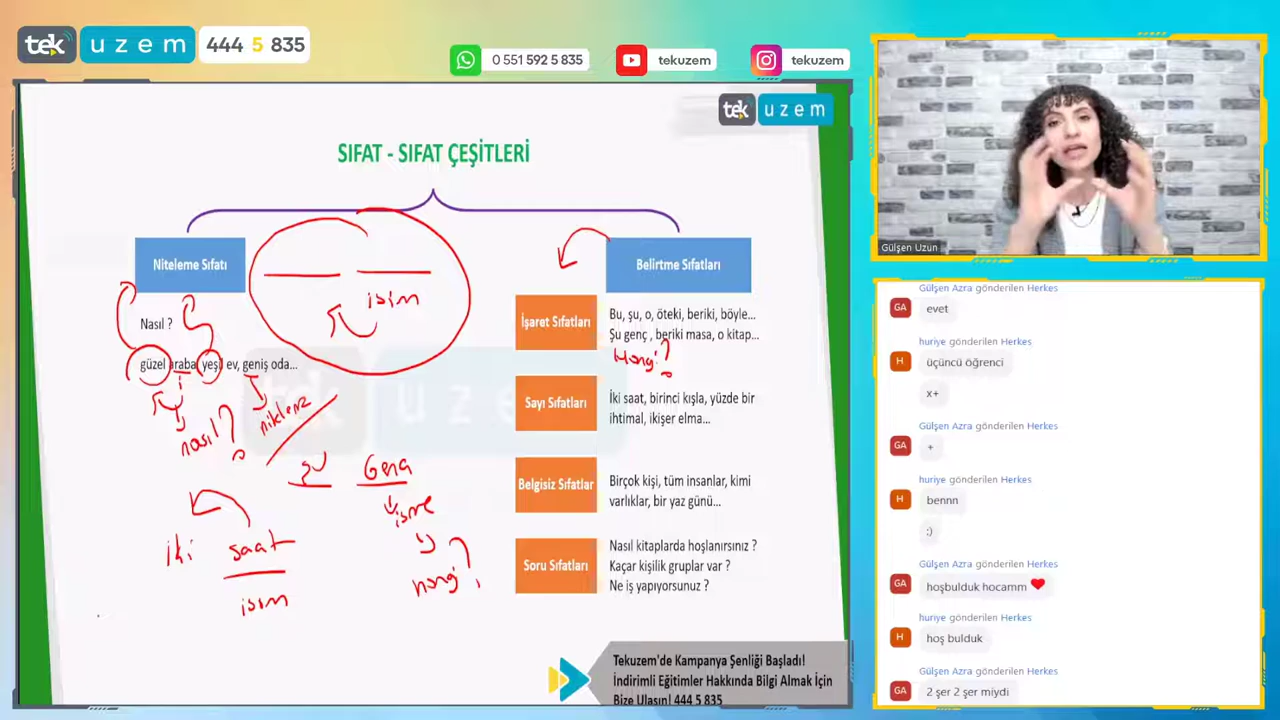 tek uzem 444 5 835
0 551 592 5 835
tekuzem
tekuzem
tek uzem
SIFAT - SIFAT ÇEŞİTLERİ
Niteleme Sıfatı
Nasıl ?
güzel araba, yeşil ev, geniş oda...
isim
nasıl?
Belirtme Sıfatları
İşaret Sıfatları
Bu, şu, o, öteki, beriki, böyle...
Şu genç , beriki masa, o kitap...
Hangi?
Sayı Sıfatları
İki saat, birinci kışla, yüzde bir
ihtimal, ikişer elma...
Belgisiz Sıfatlar
Birçok kişi, tüm insanlar, kimi
varlıklar, bir yaz günü...
Soru Sıfatları
Nasıl kitaplarda hoşlanırsınız ?
Kaçar kişilik gruplar var ?
Ne iş yapıyorsunuz ?
isme
hangi
iki saat
isim
uzem
Tekuzem'de Kampanya Şenliği Başladı!
İndirimli Eğitimler Hakkında Bilgi Almak İçin
Bize Ulaşın! 444 5 835
Gülşen Uzun
Gülşen Azra gönderilen Herkes
GA
evet
huriye gönderilen Herkes
H
üçüncü öğrenci
x+
Gülşen Azra gönderilen Herkes
GA
+
huriye gönderilen Herkes
H
bennn
;)
Gülşen Azra gönderilen Herkes
GA
hoşbulduk hocamm ❤
huriye gönderilen Herkes
H
hoş bulduk
Gülşen Azra gönderilen Herkes
GA
2 şer 2 şer miydi